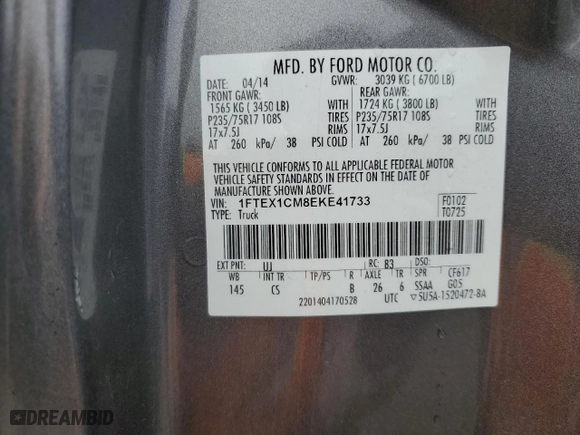 MFD. BY FORD MOTOR CO.
DATE: 04/14 GVWR: 3039 KG ( 6700 LB)
FRONT GAWR: REAR GAWR:
1565 KG ( 3450 LB) WITH 1724 KG ( 3800 LB) WITH
P235/75R17 108S TIRES P235/75R17 108S TIRES
17x7.5J RIMS 17x7.5J RIMS
AT 260 kPa/ 38 PSI COLD AT 260 kPa/ 38 PSI COLD
THIS VEHICLE CONFORMS TO ALL APPLICABLE FEDERAL MOTOR
VEHICLE SAFETY STANDARDS IN EFFECT ON THE DATE OF
MANUFACTURE SHOWN ABOVE.
VIN: 1FTEX1CM8EKE41733 F0102
TYPE: Truck T0725
EXT PNT: UJ RC: 83 DSO:
WB INT TR TP/PS R AXLE TR SPR CF617
145 CS B 26 6 SSAA G05
2201404170528 UTC ▽5U5A-1520472-BA
DREAMBID